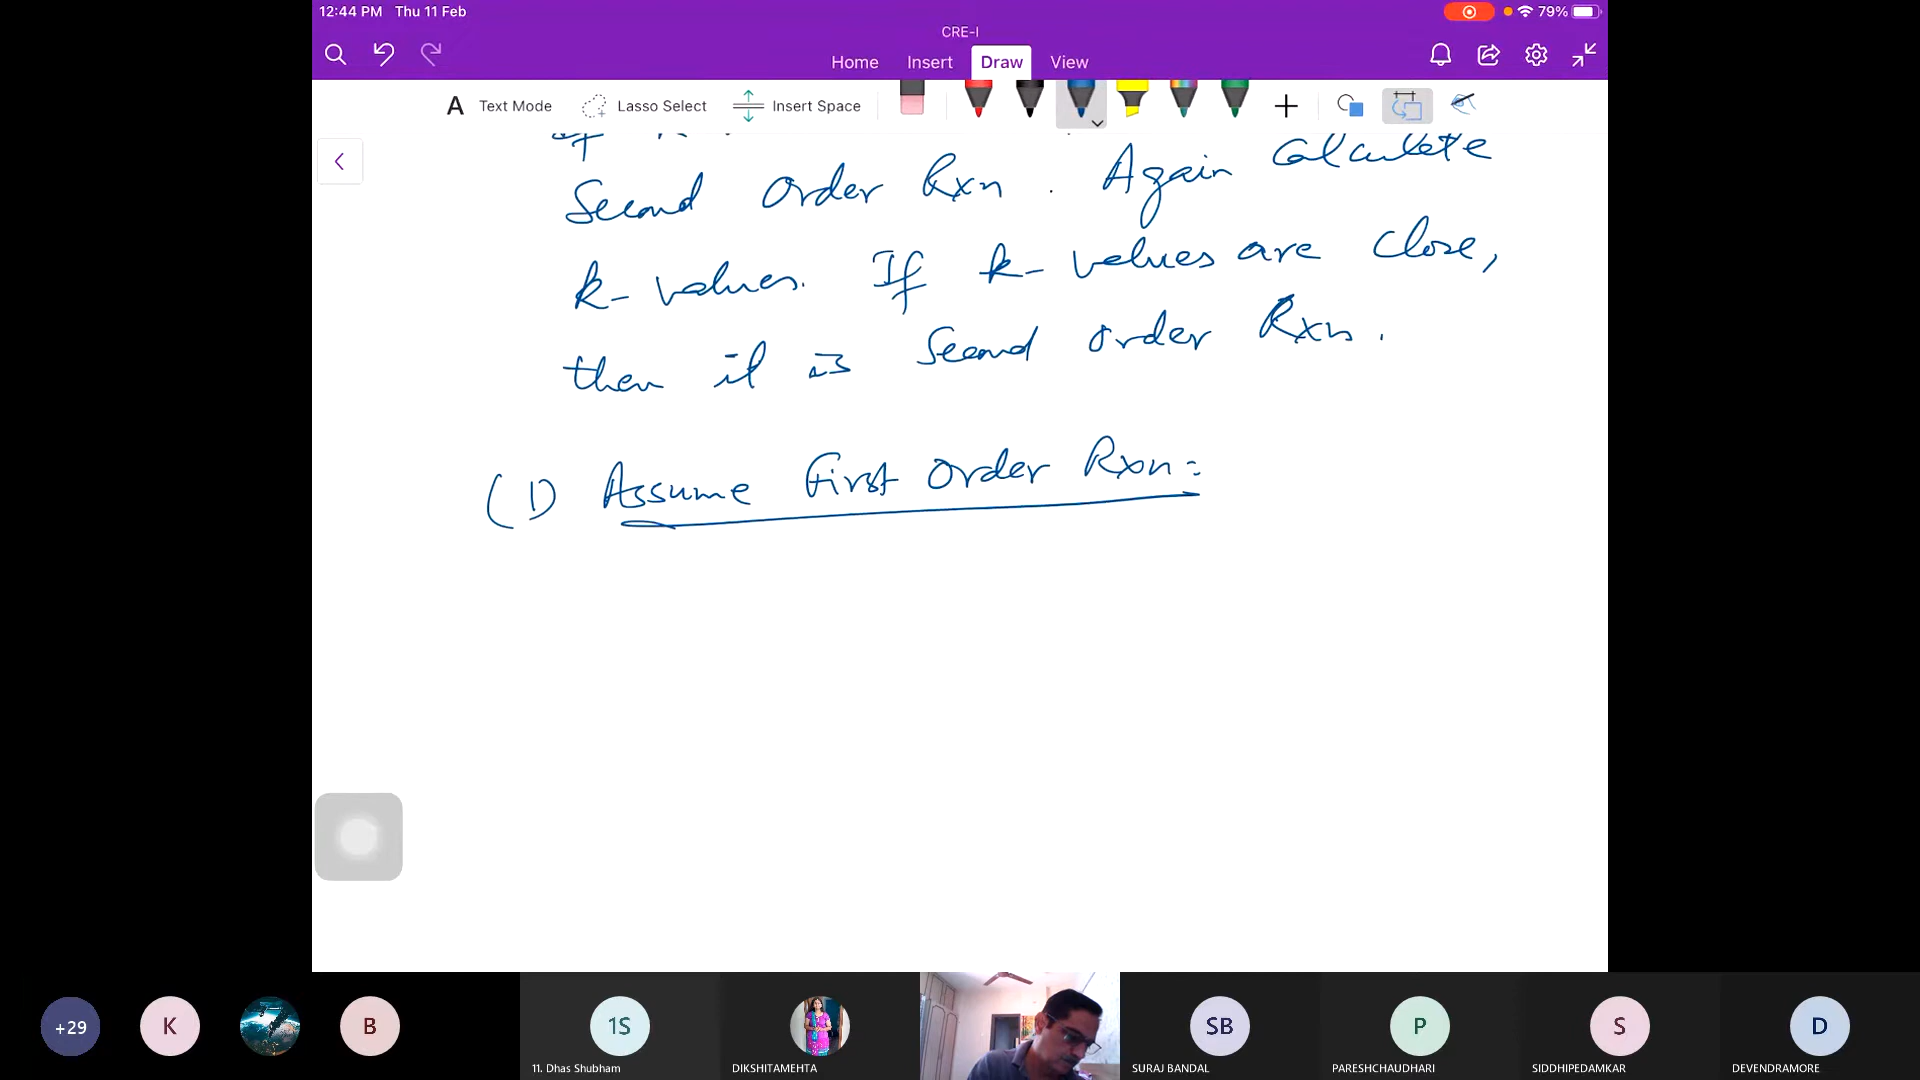 12:44 PM Thu 11 Feb
79%
CRE-I
Home Insert Draw View
A Text Mode Lasso Select Insert Space
Second Order Rxn. Again Calculate
k- values. If k- values are close,
then it is Second order Rxn.
(1) Assume First Order Rxn:
+29
K
B
1S
11. Dhas Shubham
DIKSHITAMEHTA
SB
SURAJ BANDAL
P
PARESHCHAUDHARI
S
SIDDHIPEDAMKAR
D
DEVENDRAMORE